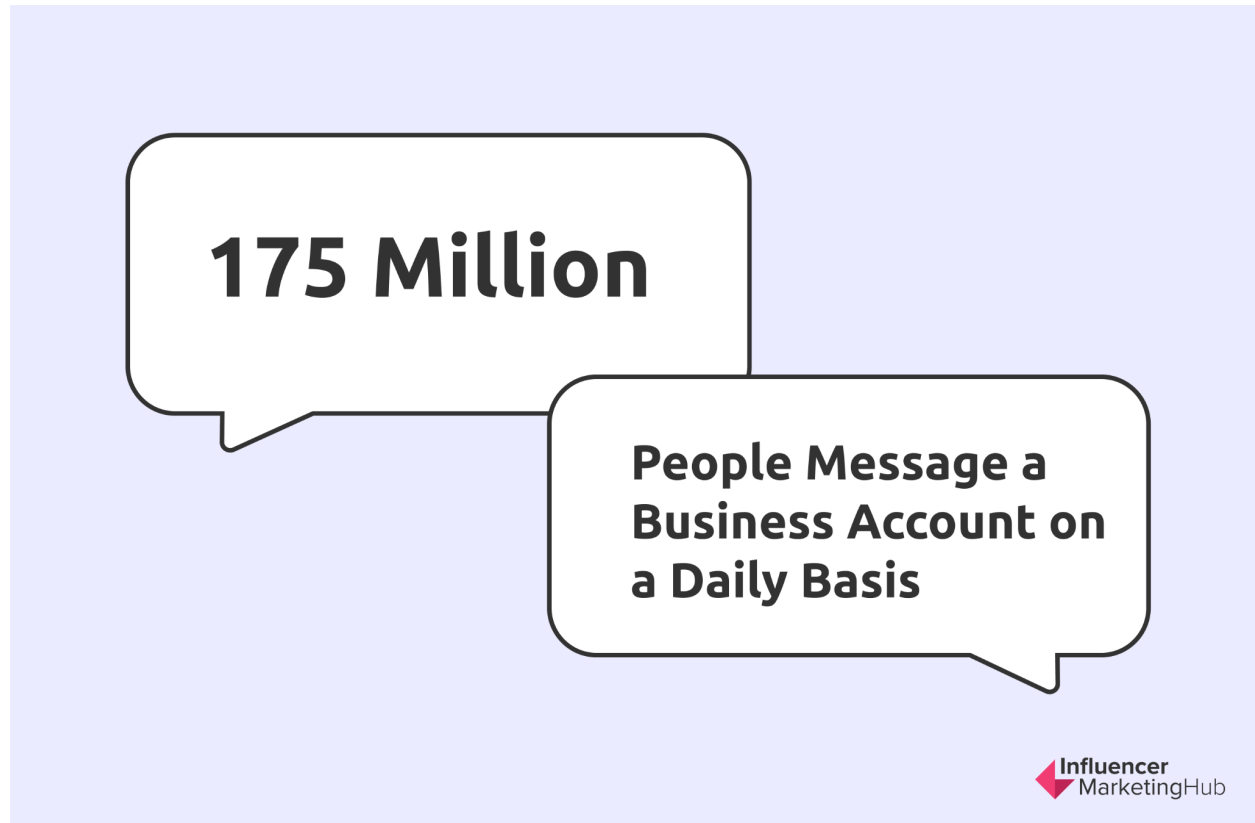 175 Million
People Message a
Business Account on
a Daily Basis
Influencer
MarketingHub